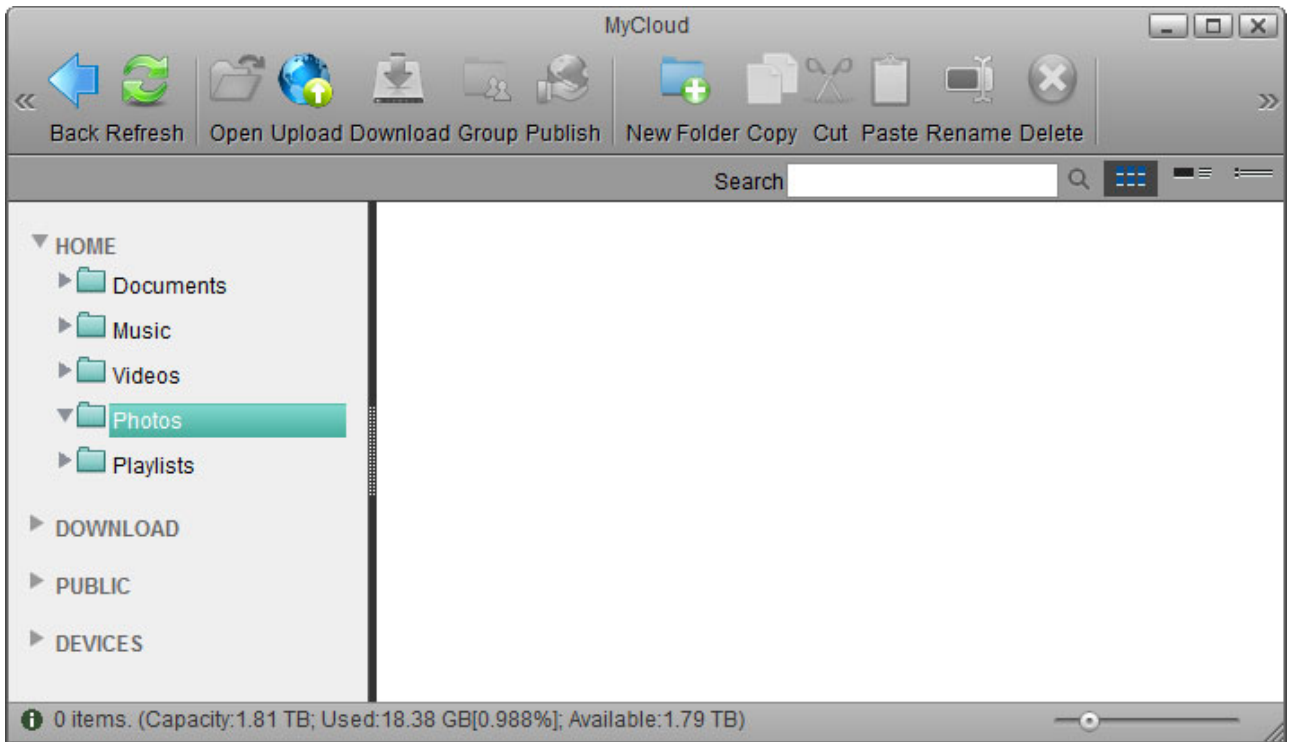 MyCloud
Back Refresh Open Upload Download Group Publish New Folder Copy Cut Paste Rename Delete
Search
HOME
Documents
Music
Videos
Photos
Playlists
DOWNLOAD
PUBLIC
DEVICES
0 items. (Capacity:1.81 TB; Used:18.38 GB[0.988%]; Available:1.79 TB)